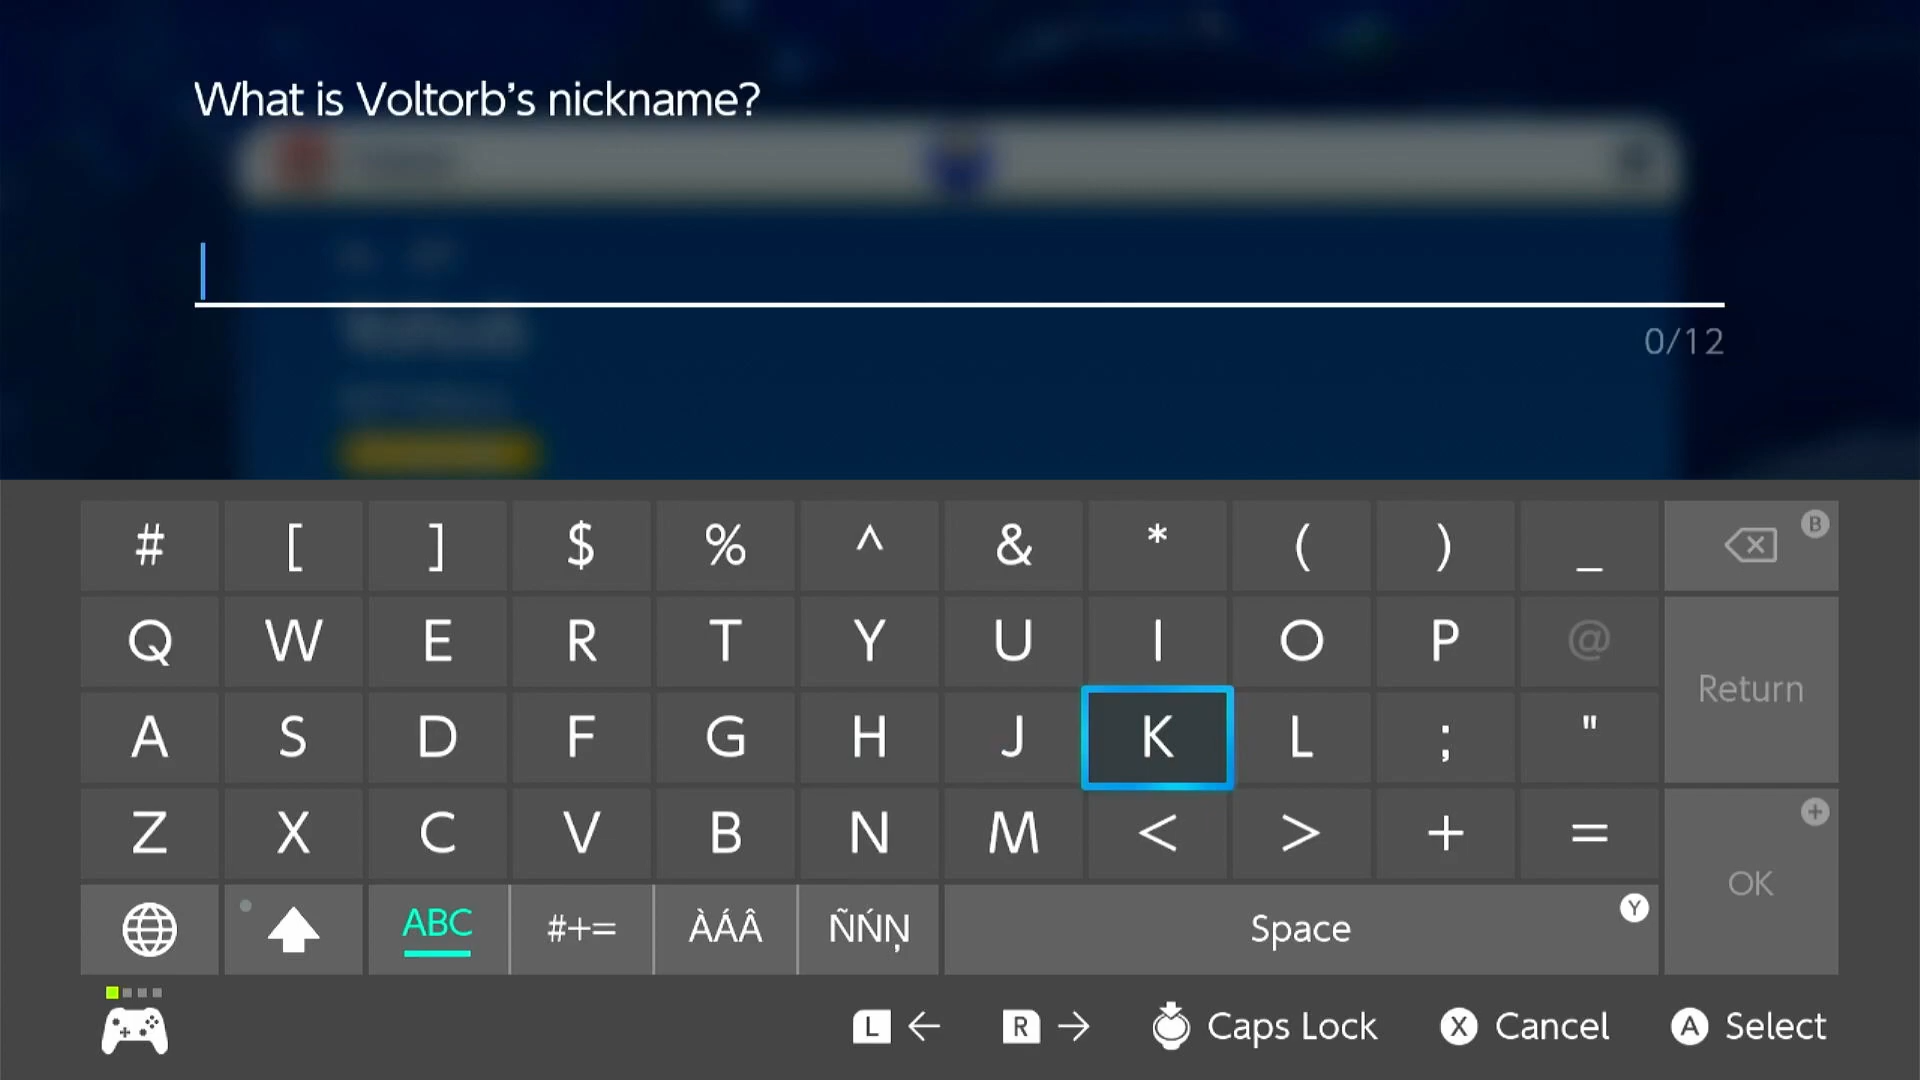 What is Voltorb's nickname?
0/12
# [ ] $ % ^ & * ( ) _ B
Q W E R T Y U I O P @ Return
A S D F G H J K L ; "
Z X C V B N M < > + = OK +
ABC #+= ÀÁÂ ÑŃŅ Space Y
L ← R → Caps Lock X Cancel A Select